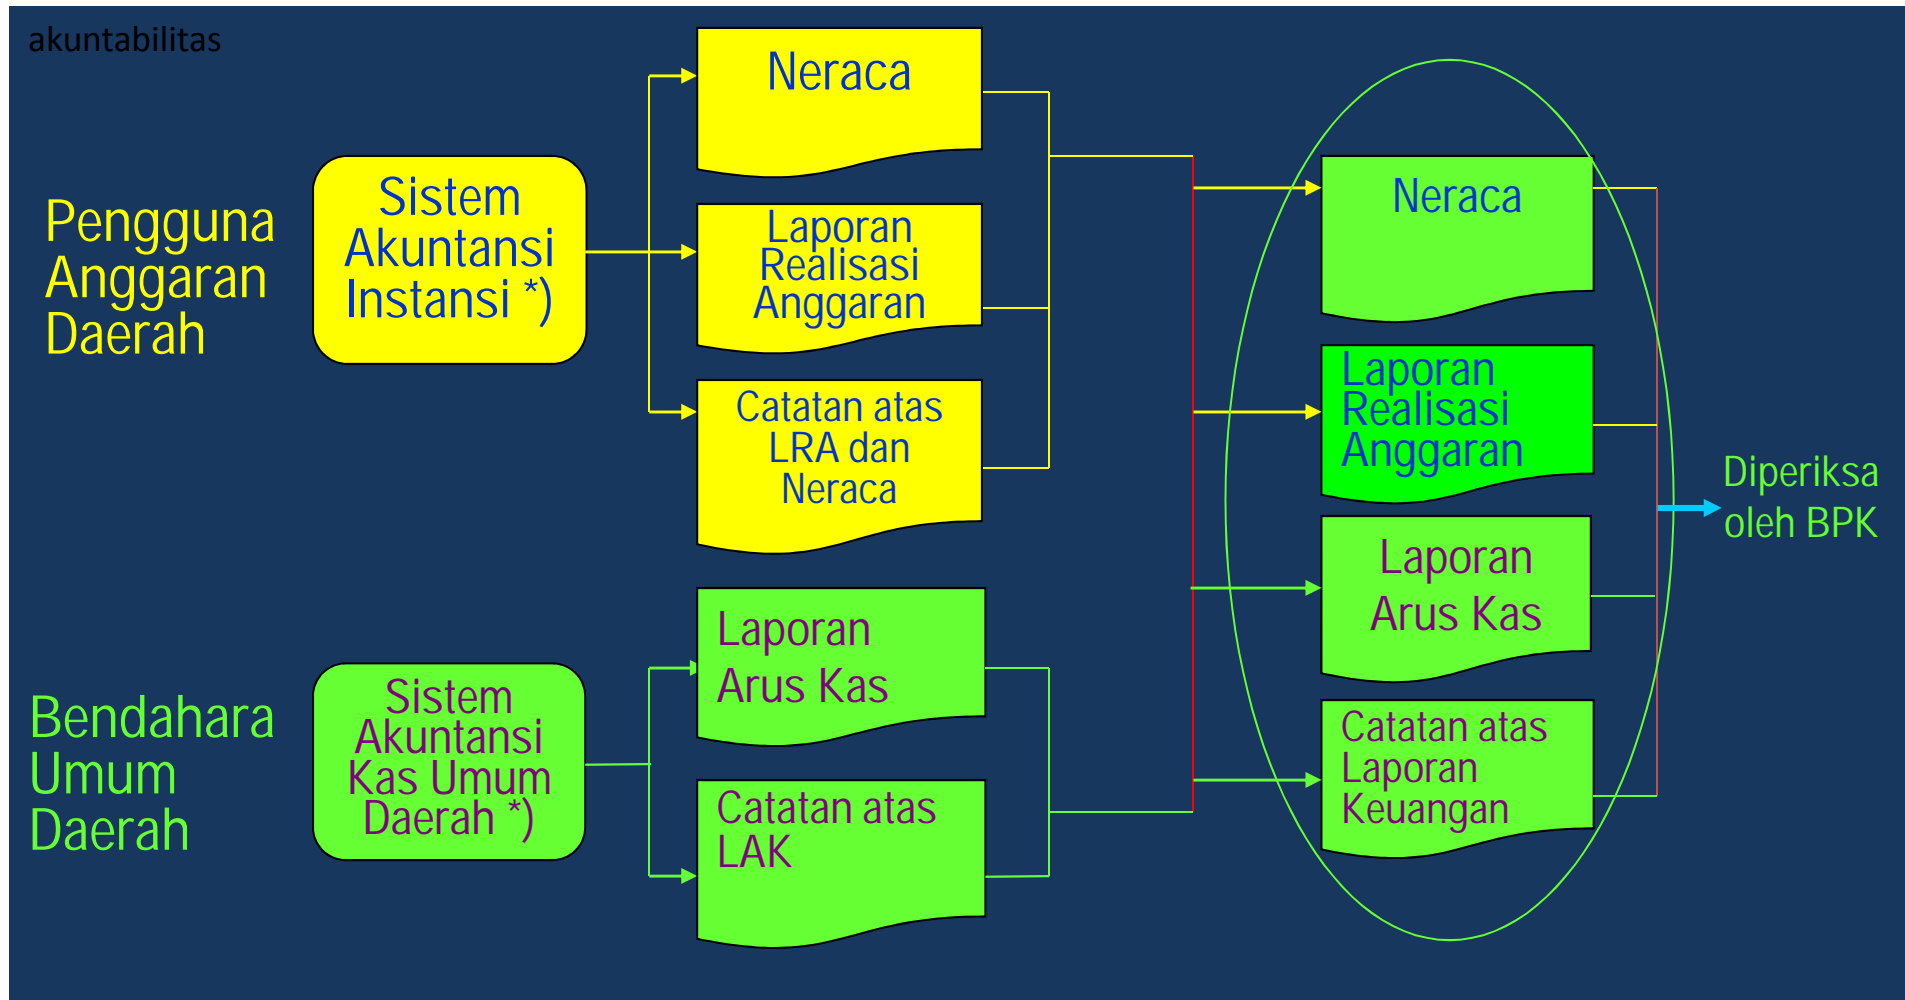 akuntabilitas
Pengguna
Anggaran
Daerah
Sistem
Akuntansi
Instansi *)
Neraca
Laporan
Realisasi
Anggaran
Catatan atas
LRA dan
Neraca
Bendahara
Umum
Daerah
Sistem
Akuntansi
Kas Umum
Daerah *)
Laporan
Arus Kas
Catatan atas
LAK
Neraca
Laporan
Realisasi
Anggaran
Laporan
Arus Kas
Catatan atas
Laporan
Keuangan
Diperiksa
oleh BPK